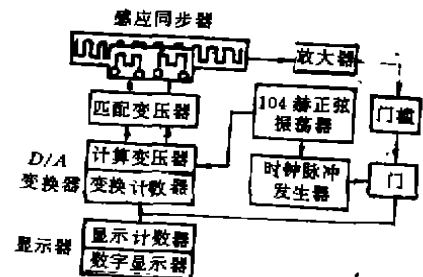 感应同步器
放大器
匹配变压器
104赫正弦
振荡器
门槛
D/A
变换器
计算变压器
变换计数器
时钟脉冲
发生器
门
显示器
显示计数器
数字显示器